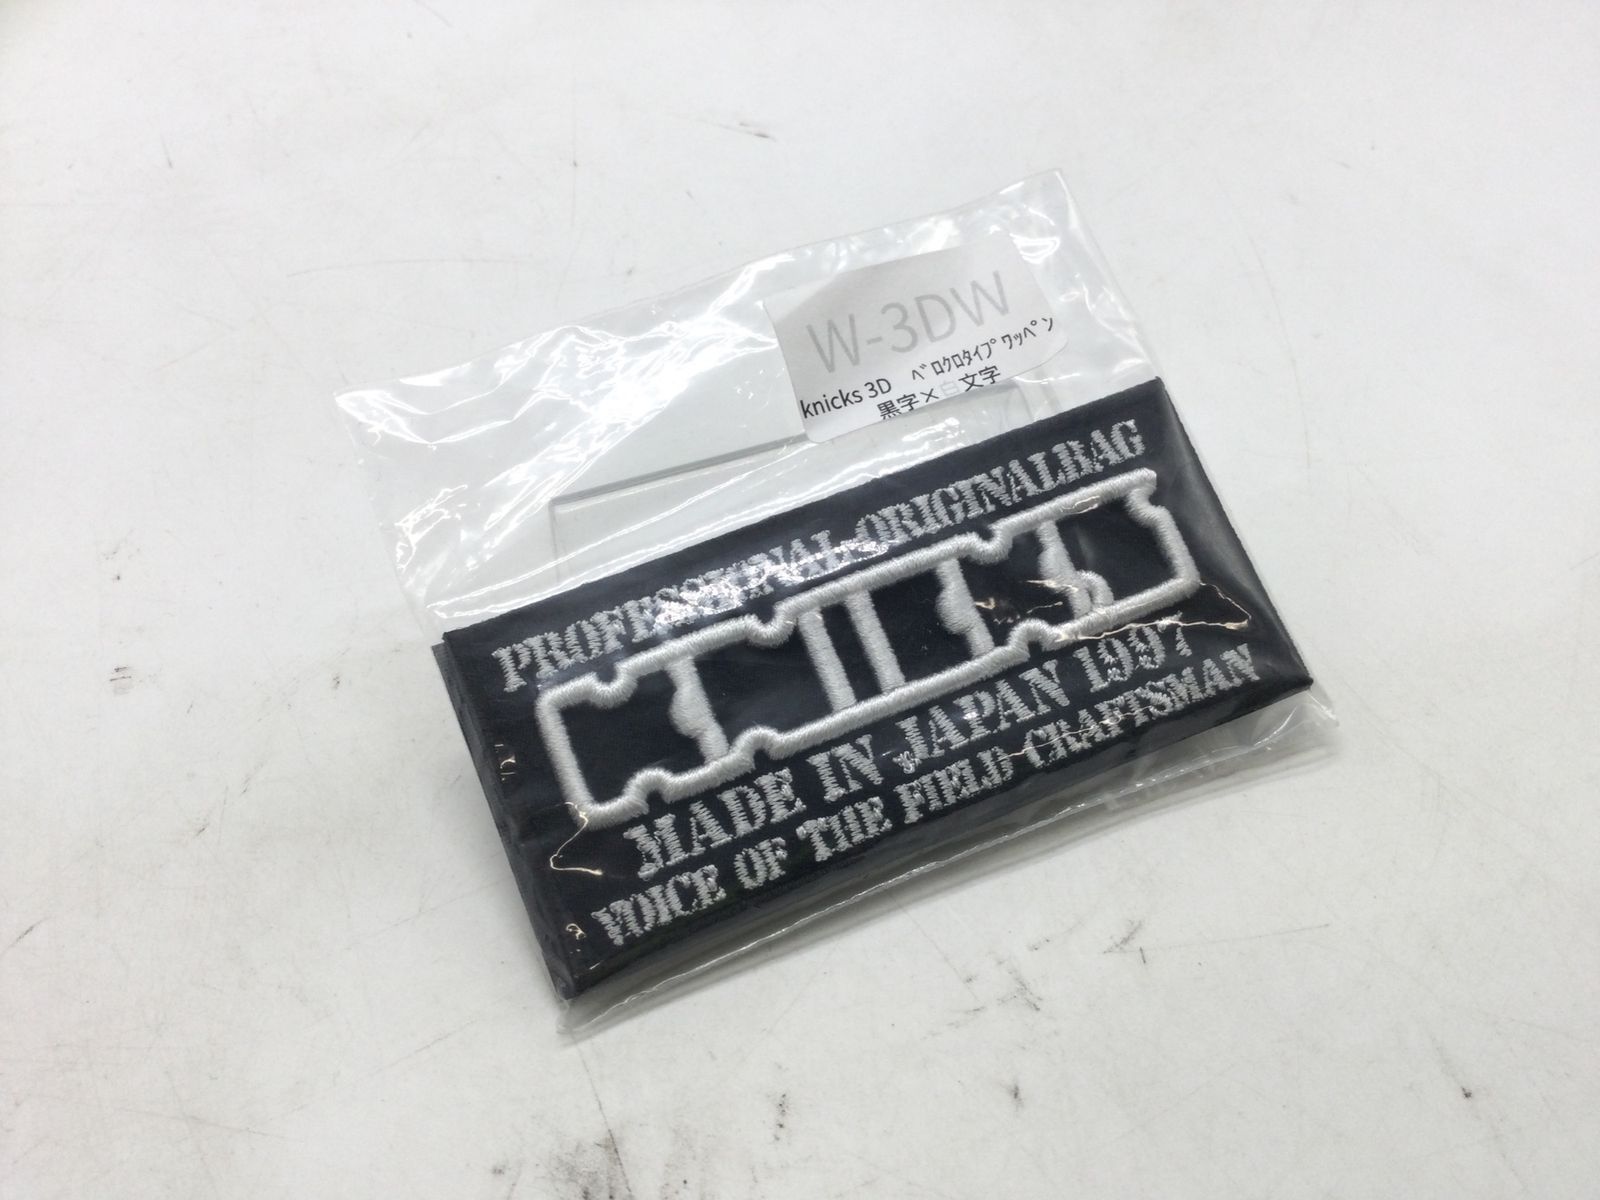 W-3DW
knicks 3D ﾍﾞﾛｸﾛﾀｲﾌﾟ ﾜｯﾍﾟﾝ
黒字×白文字
PROFESSIONAL ORIGINALBAG
MADE IN JAPAN 1997
VOICE OF THE FIELD CRAFTSMAN